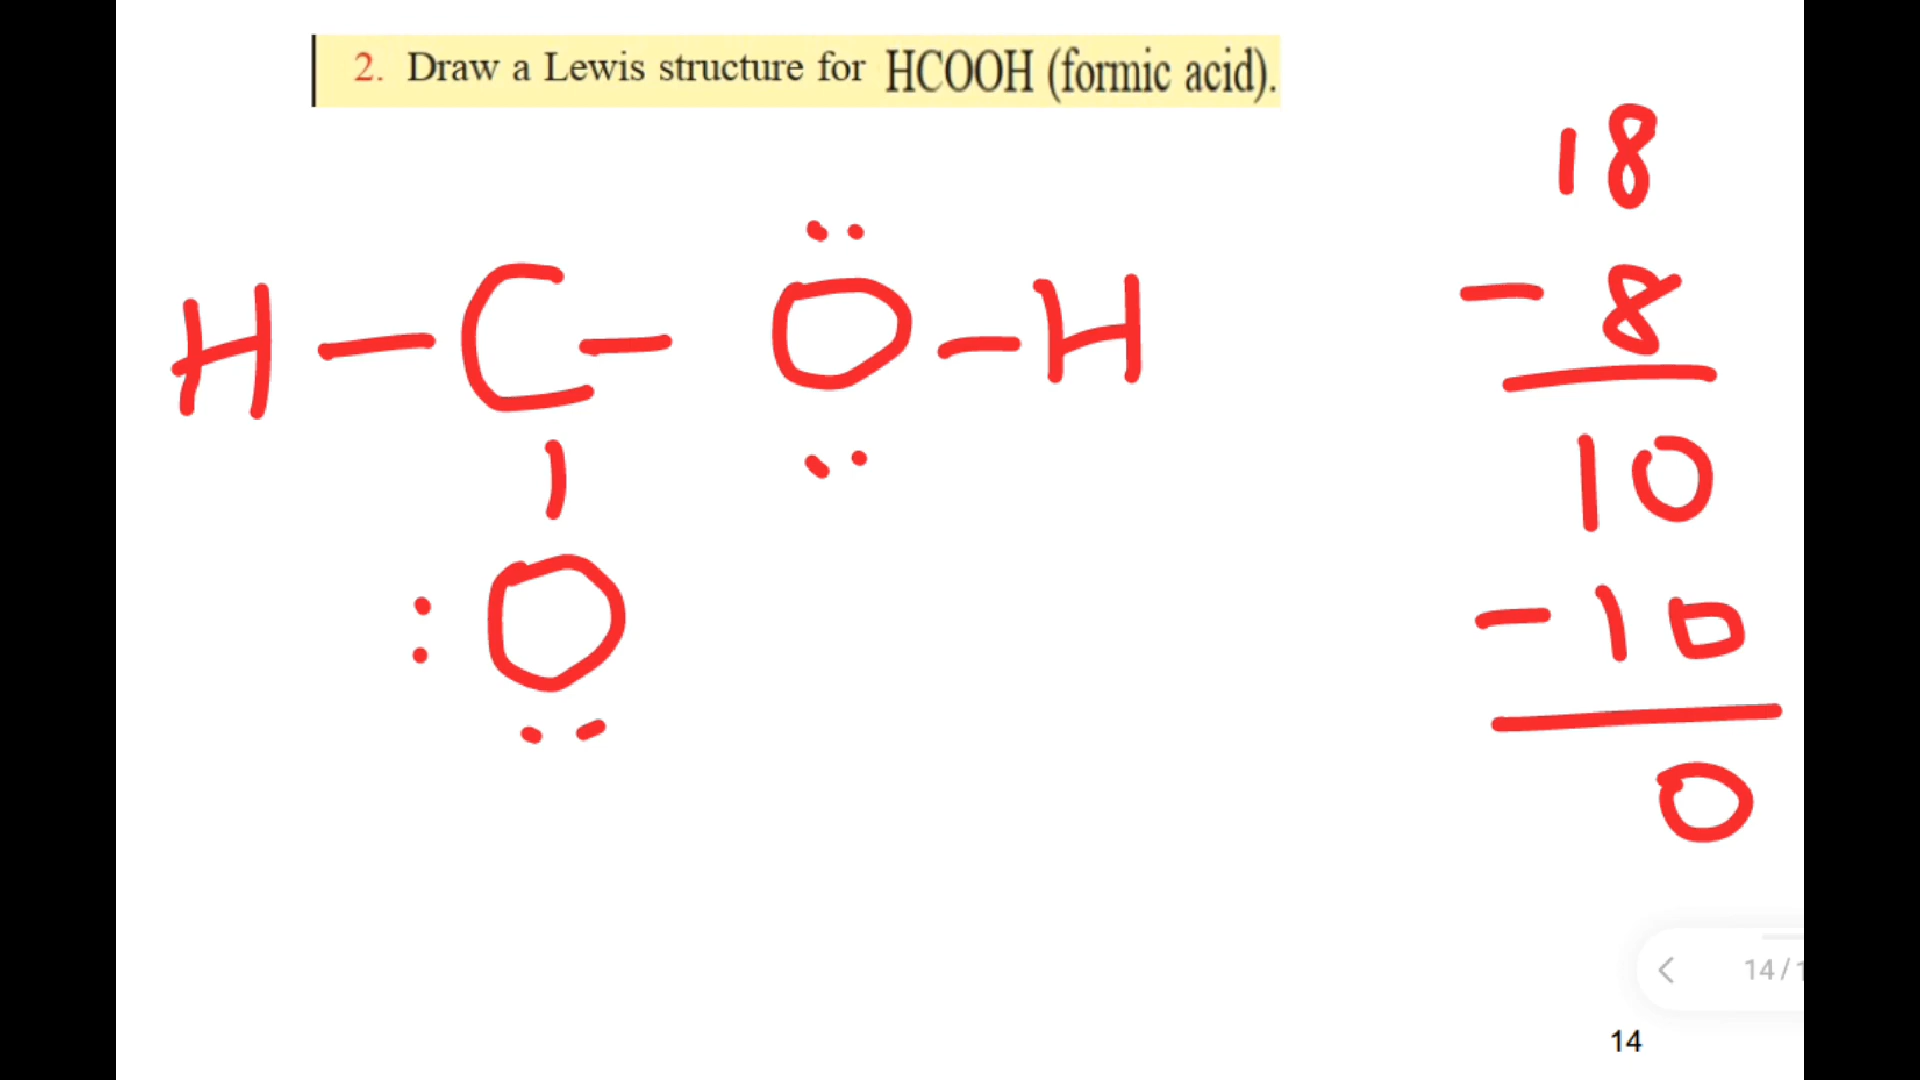 2. Draw a Lewis structure for HCOOH (formic acid).
H - C - O - H
O
18
- 8
10
- 10
0
14/1
14